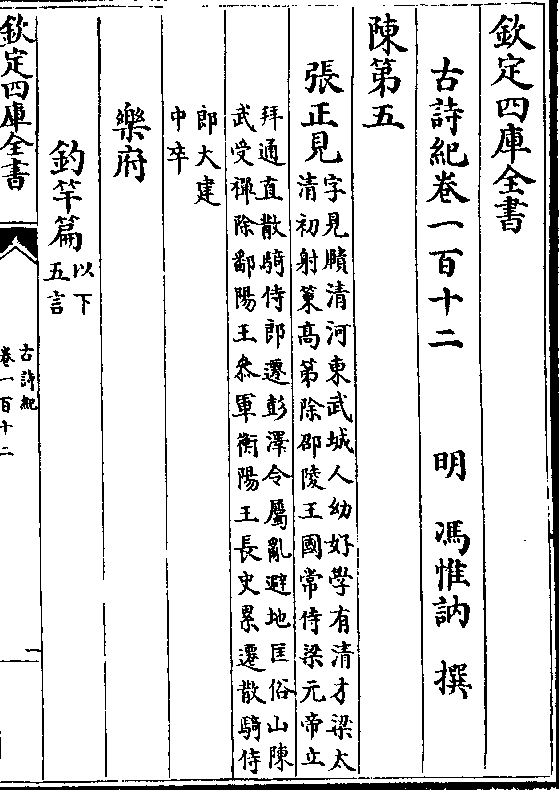 欽定四庫全書
古詩紀卷一百十二　明　馮惟訥　撰
陳第五
張正見
字見賾清河東武城人幼好學有清才梁太
清初射策高第除邵陵王國常侍梁元帝立
拜通直散騎侍郎遷彭澤令屬亂避地匡俗山陳
武受禪除鄱陽王叅軍衡陽王長史累遷散騎侍
郎大建
中卒
樂府
釣竿篇
以下
五言
欽定四庫全書
古詩紀
卷一百十二
一